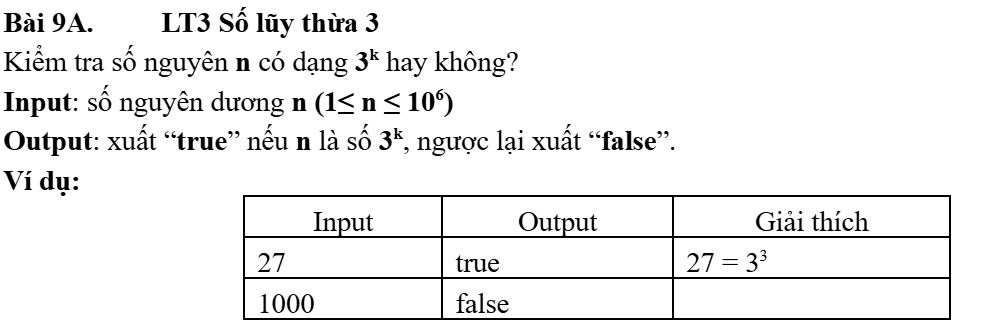 Bài 9A. LT3 Số lũy thừa 3
Kiểm tra số nguyên n có dạng 3ᵏ hay không?
Input: số nguyên dương n (1≤ n ≤ 10⁶)
Output: xuất “true” nếu n là số 3ᵏ, ngược lại xuất “false”.
Ví dụ:
Input Output Giải thích
27 true 27 = 3³
1000 false